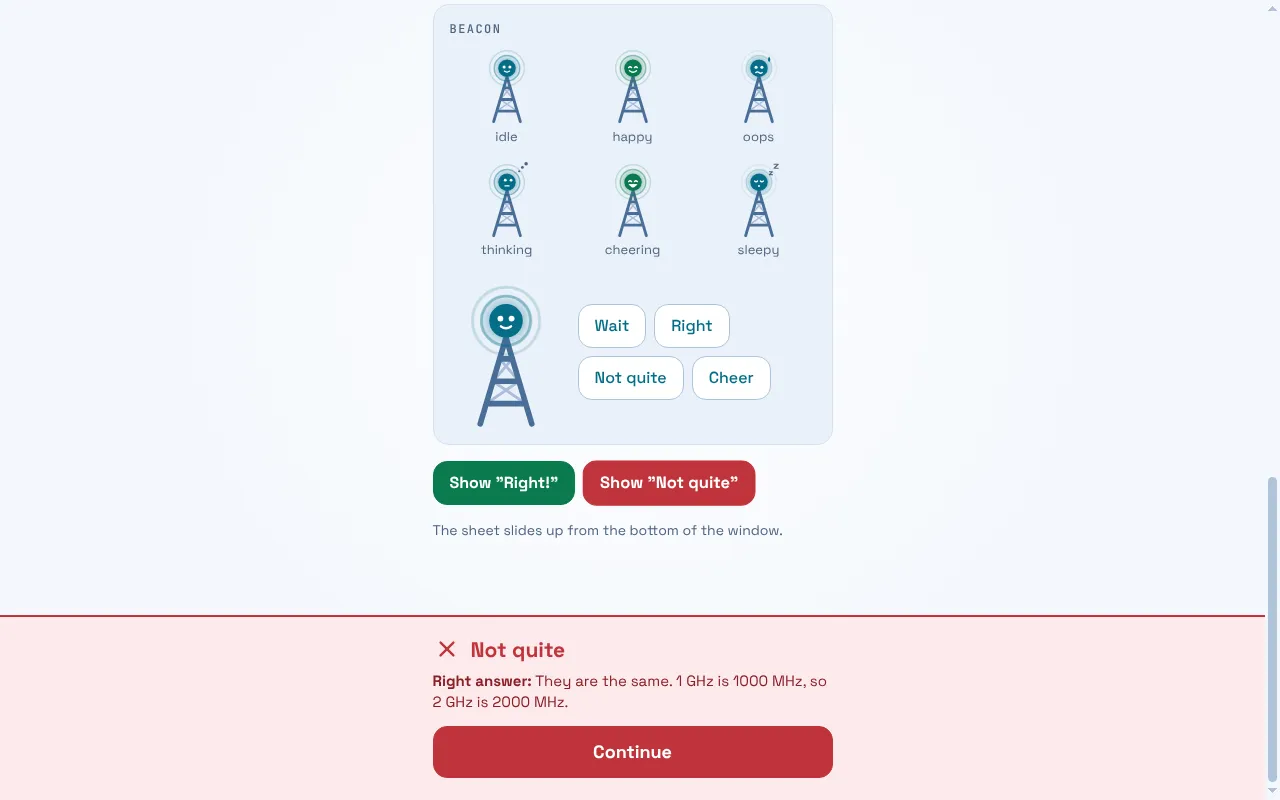 BEACON
idle happy oops
z
z
thinking cheering sleepy
Wait Right
Not quite Cheer
Show "Right!" Show "Not quite"
The sheet slides up from the bottom of the window.
Not quite
Right answer: They are the same. 1 GHz is 1000 MHz, so
2 GHz is 2000 MHz.
Continue